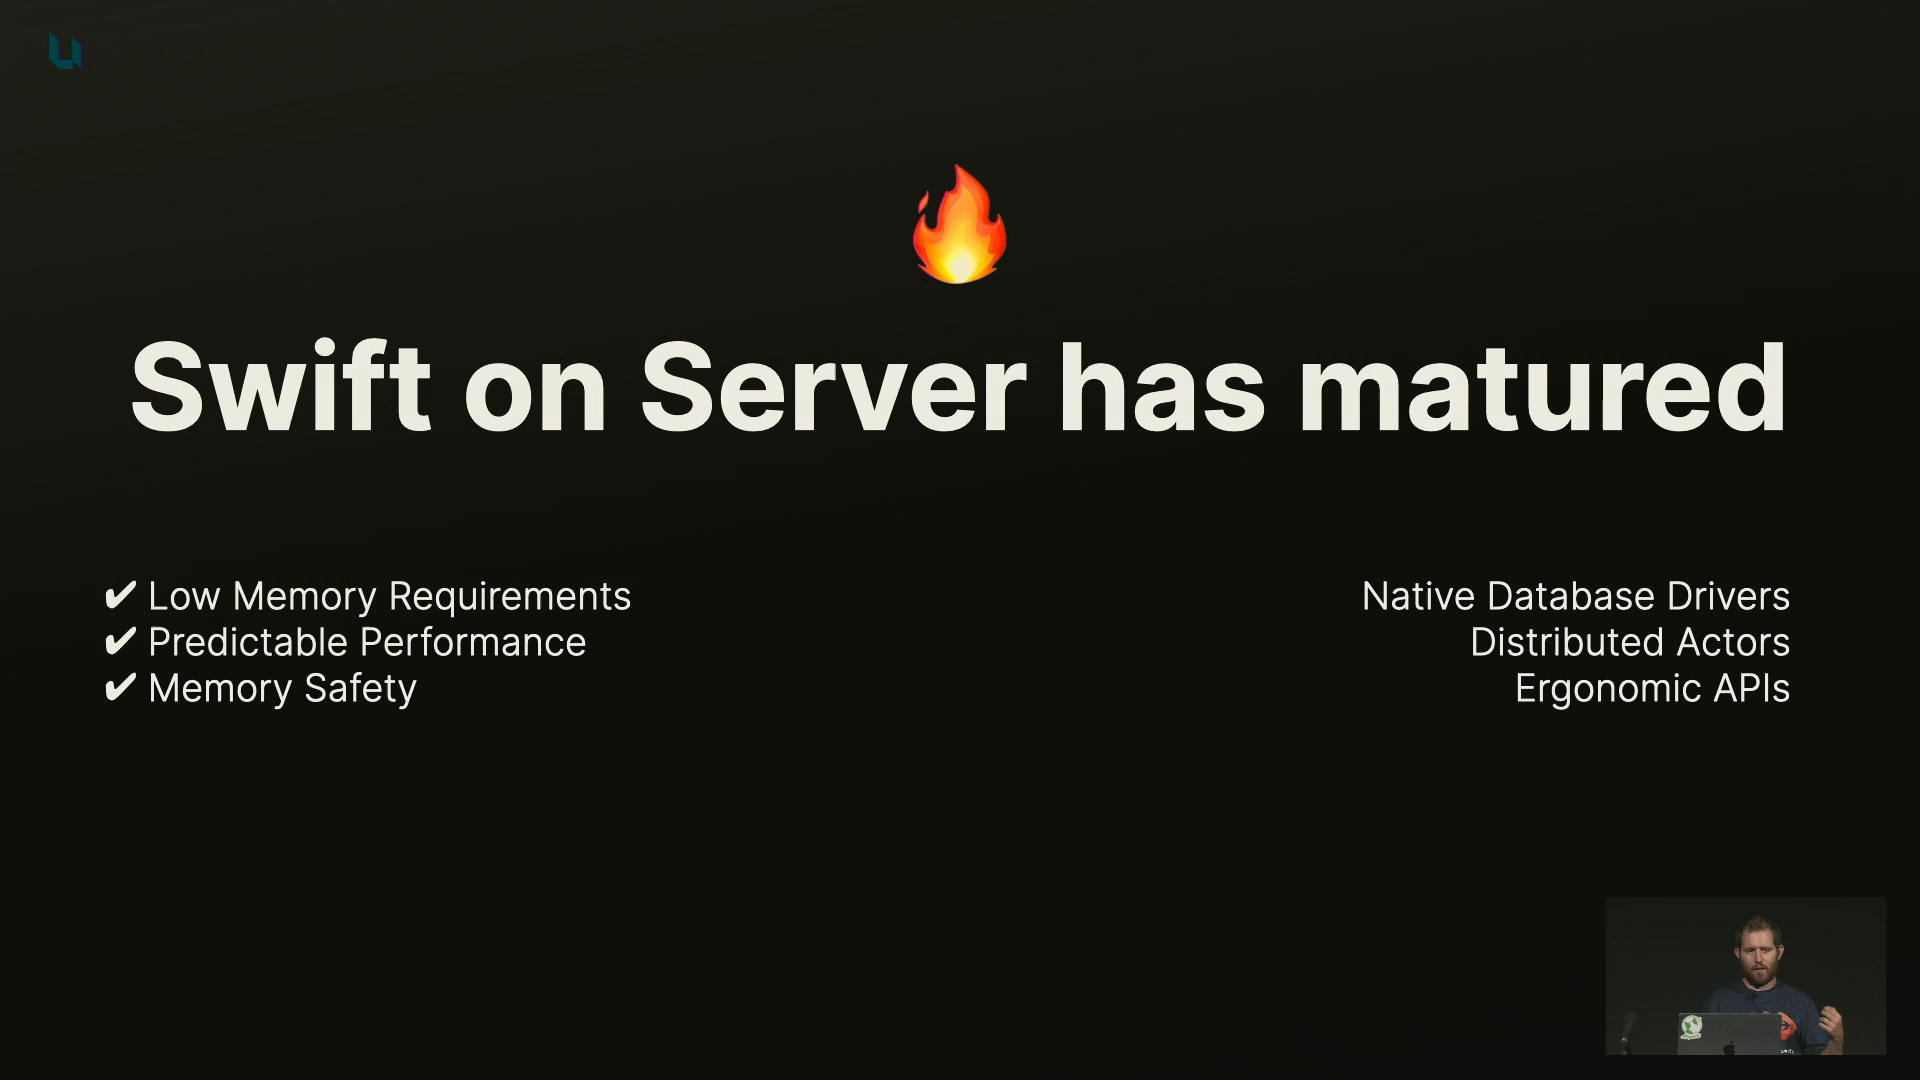 Swift on Server has matured
✔ Low Memory Requirements
✔ Predictable Performance
✔ Memory Safety
Native Database Drivers
Distributed Actors
Ergonomic APIs